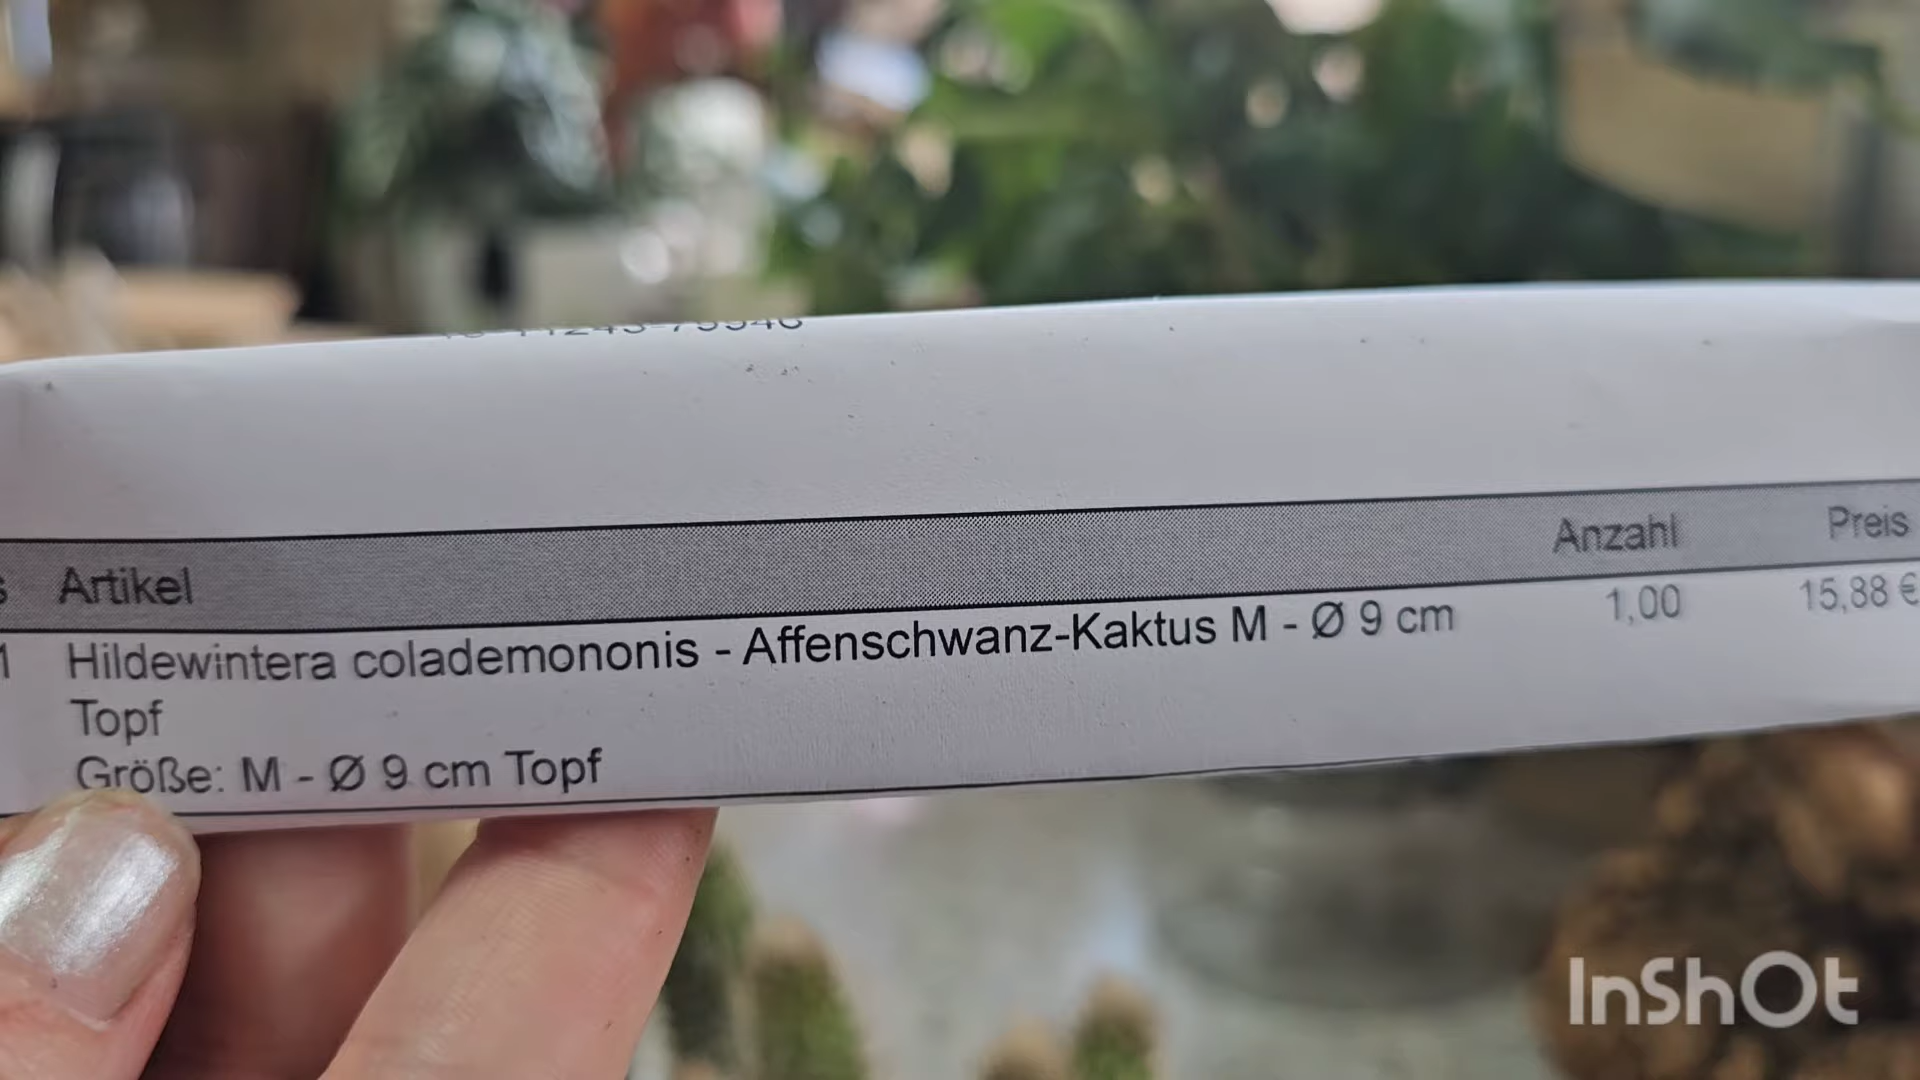 Artikel Anzahl Preis
1 Hildewintera colademononis - Affenschwanz-Kaktus M - Ø 9 cm 1,00 15,88 €
Topf
Größe: M - Ø 9 cm Topf
InShOt